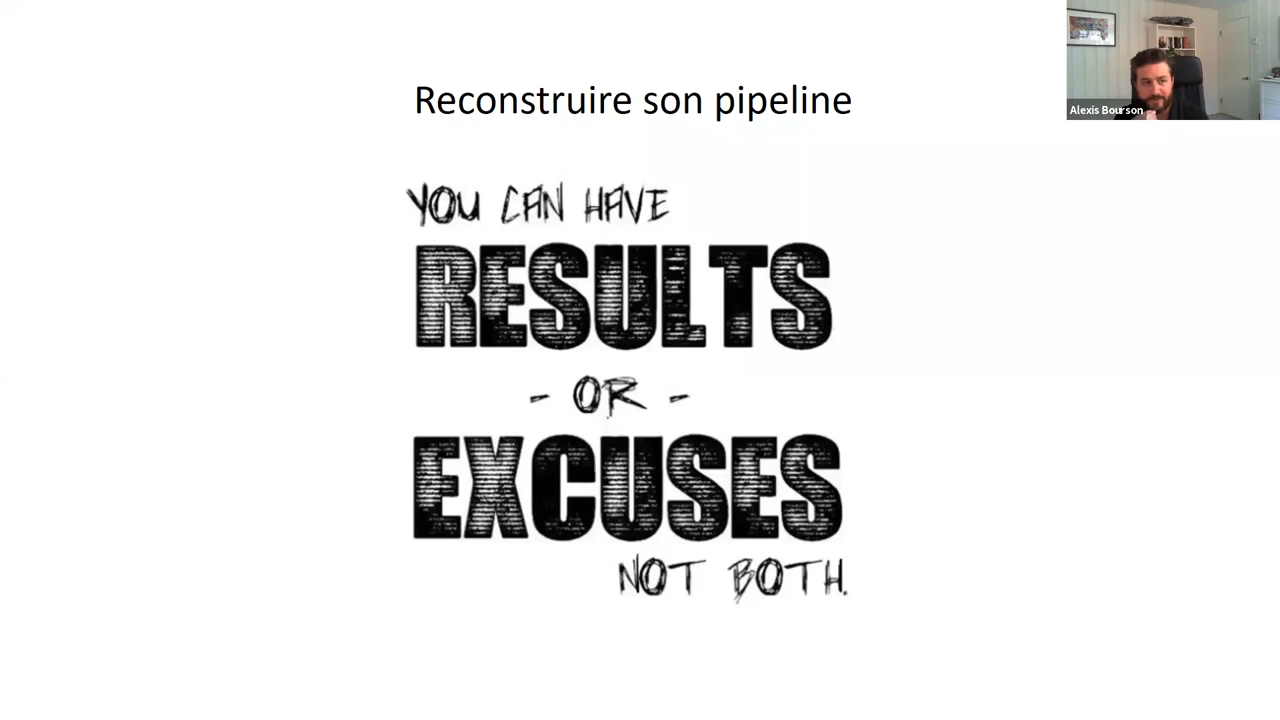 Reconstruire son pipeline
Alexis Bourson
YOU CAN HAVE
RESULTS
- OR -
EXCUSES
NOT BOTH.